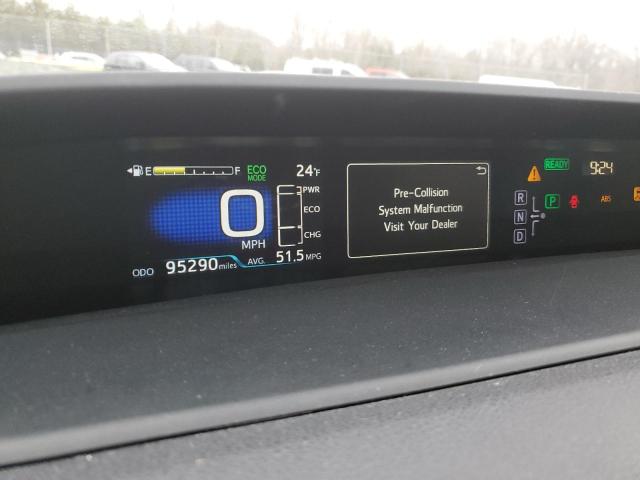 E F ECO
MODE
24°F
PWR
ECO
CHG
0
MPH
ODO 95290 miles
AVG. 51.5 MPG
Pre-Collision
System Malfunction
Visit Your Dealer
READY 9:24
R
N
D
P
ABS